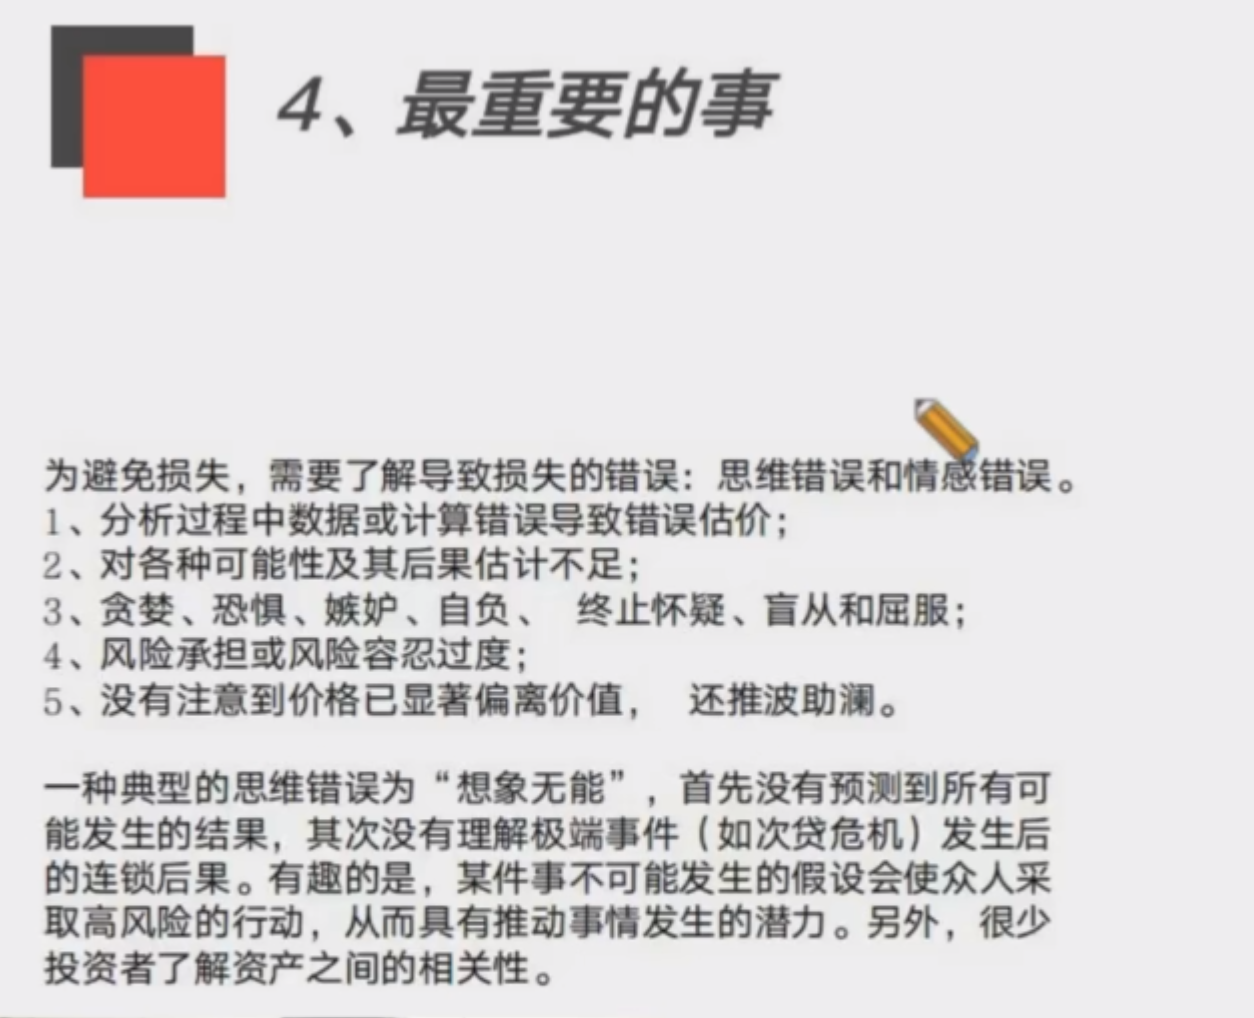 4、最重要的事
为避免损失，需要了解导致损失的错误：思维错误和情感错误。
1、分析过程中数据或计算错误导致错误估价；
2、对各种可能性及其后果估计不足；
3、贪婪、恐惧、嫉妒、自负、 终止怀疑、盲从和屈服；
4、风险承担或风险容忍过度；
5、没有注意到价格已显著偏离价值， 还推波助澜。
一种典型的思维错误为“想象无能”，首先没有预测到所有可
能发生的结果，其次没有理解极端事件（如次贷危机）发生后
的连锁后果。有趣的是，某件事不可能发生的假设会使众人采
取高风险的行动，从而具有推动事情发生的潜力。另外，很少
投资者了解资产之间的相关性。